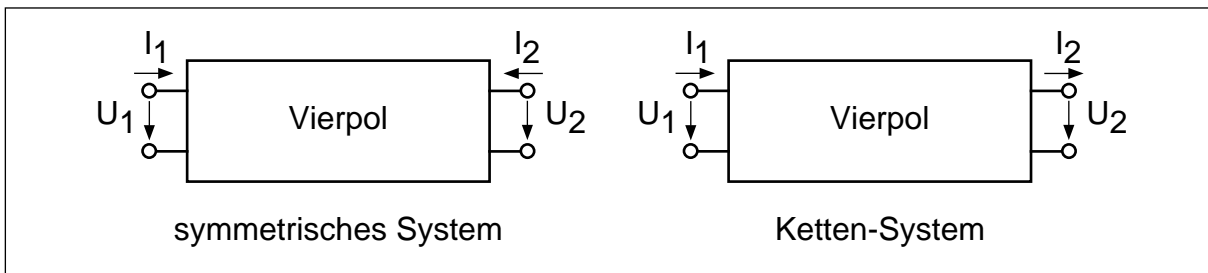 I1 I2 I1 I2
U1 Vierpol U2 U1 Vierpol U2
symmetrisches System Ketten-System